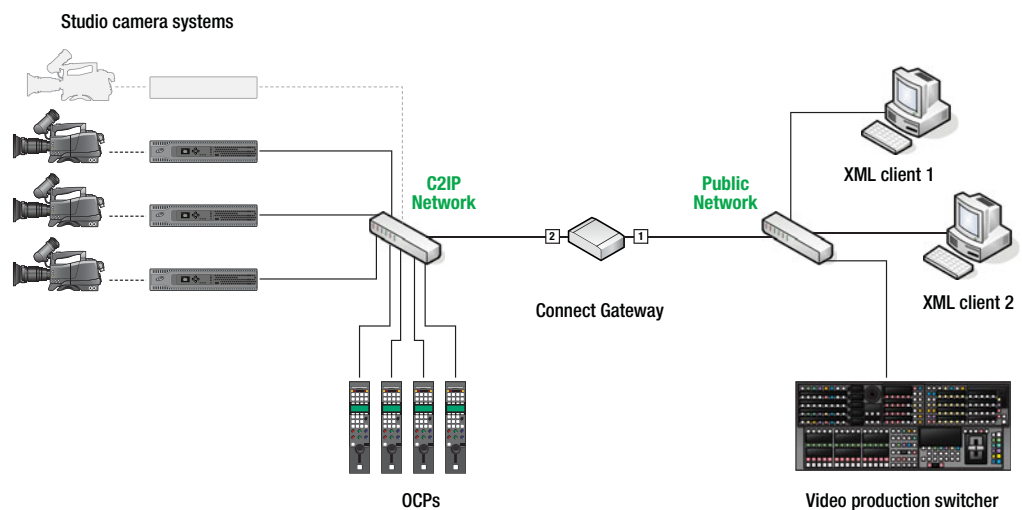 Studio camera systems
C2IP
Network
Public
Network
XML client 1
2
1
Connect Gateway
XML client 2
OCPs
Video production switcher